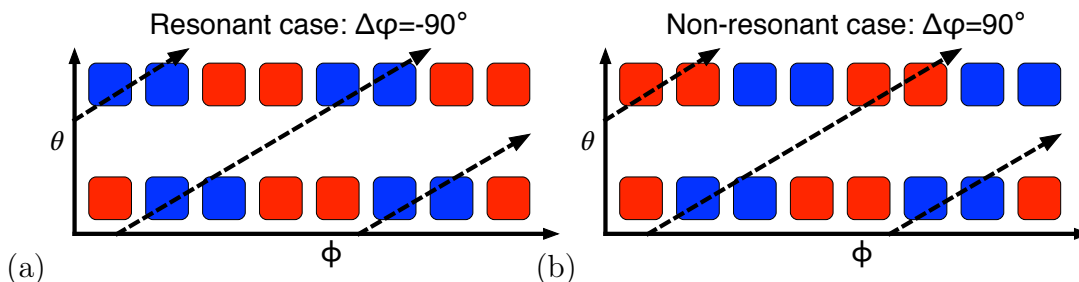 Resonant case: Δφ=-90°
θ
ϕ
(a)
Non-resonant case: Δφ=90°
θ
ϕ
(b)